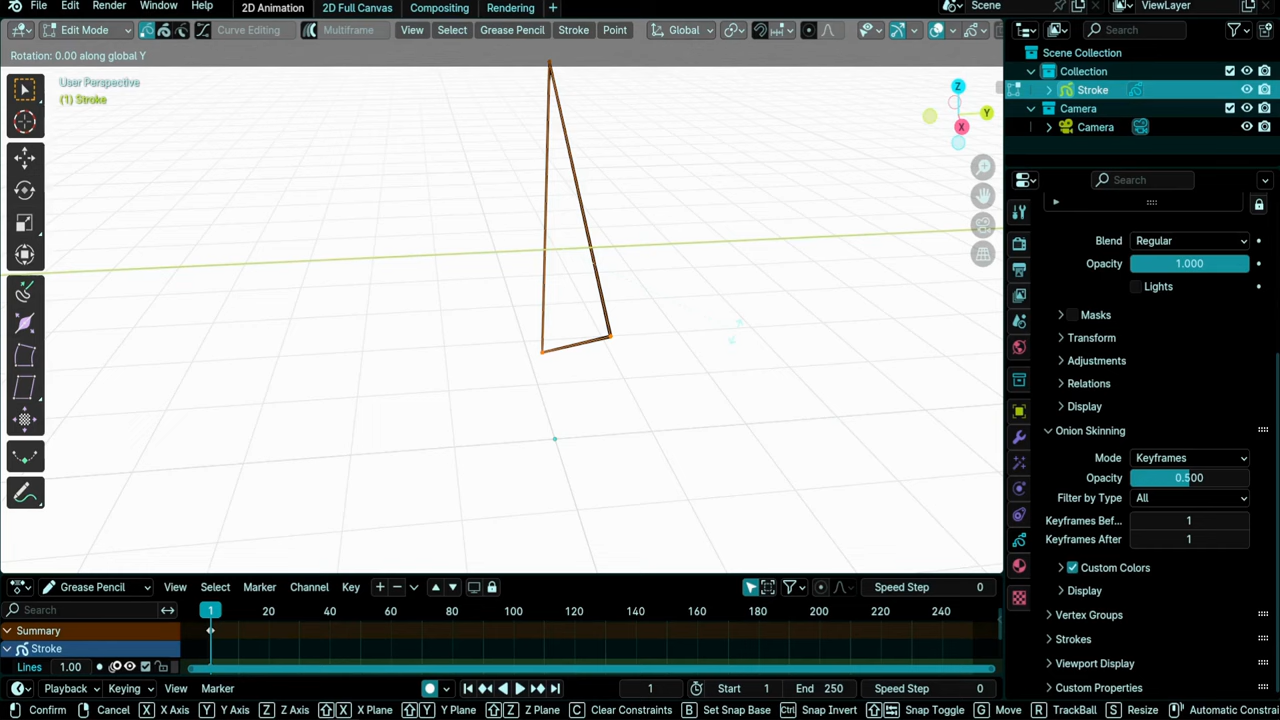 File Edit Render Window Help 2D Animation 2D Full Canvas Compositing Rendering + Scene ViewLayer
Edit Mode Curve Editing Multiframe View Select Grease Pencil Stroke Point Global Search
Rotation: 0.00 along global Y
Scene Collection
User Perspective
(1) Stroke
Z
Y
X
Collection
Stroke
Camera
Camera
Search
Blend Regular
Opacity 1.000
Lights
Masks
Transform
Adjustments
Relations
Display
Onion Skinning
Mode Keyframes
Opacity 0.500
Filter by Type All
Keyframes Bef... 1
Keyframes After 1
Custom Colors
Display
Vertex Groups
Strokes
Viewport Display
Custom Properties
Grease Pencil View Select Marker Channel Key Speed Step 0
Search 1 20 40 60 80 100 120 140 160 180 200 220 240
Summary
Stroke
Lines 1.00
Playback Keying View Marker 1 Start 1 End 250 Speed Step 0
Confirm Cancel X X Axis Y Y Axis Z Z Axis X X Plane Y Y Plane Z Z Plane C Clear Constraints B Set Snap Base Ctrl Snap Invert Snap Toggle G Move R TrackBall S Resize Automatic Constrai